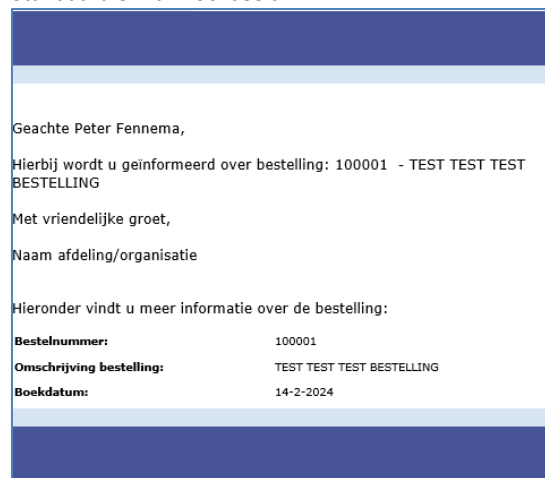 Geachte Peter Fennema,
Hierbij wordt u geïnformeerd over bestelling: 100001 - TEST TEST TEST
BESTELLING
Met vriendelijke groet,
Naam afdeling/organisatie
Hieronder vindt u meer informatie over de bestelling:
Bestelnummer: 100001
Omschrijving bestelling: TEST TEST TEST BESTELLING
Boekdatum: 14-2-2024